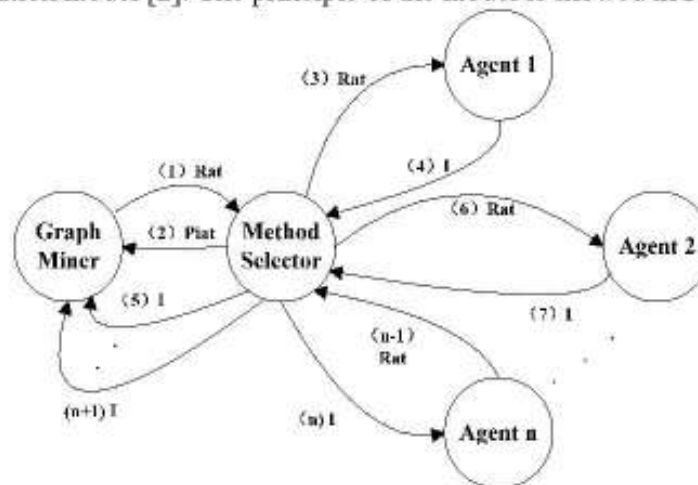 (3) Rat
Agent 1
(4) I
(1) Rat
(6) Rat
Graph
Miner
(2) Plat
Method
Selector
Agent 2
(5) I
(7) I
(n-1)
Rat
(n+1) I
(n) I
Agent n